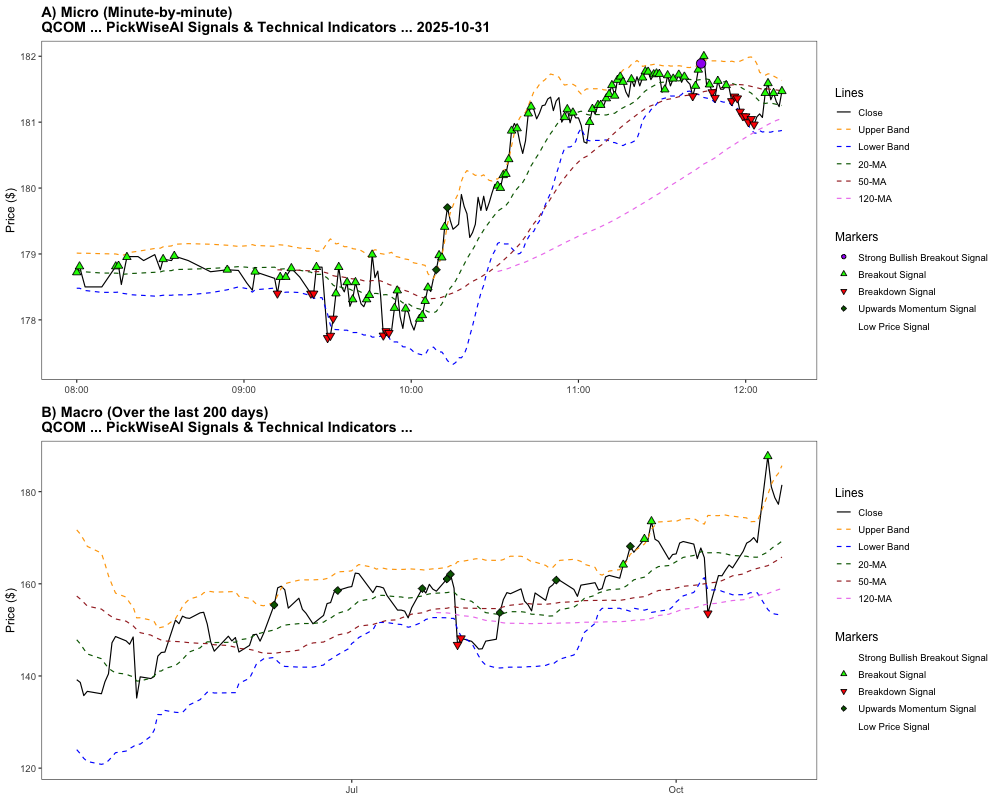 A) Micro (Minute-by-minute)
QCOM ... PickWiseAI Signals & Technical Indicators ... 2025-10-31
Price ($)
182
181
180
179
178
08:00
09:00
10:00
11:00
12:00
Lines
Close
Upper Band
Lower Band
20-MA
50-MA
120-MA
Markers
Strong Bullish Breakout Signal
Breakout Signal
Breakdown Signal
Upwards Momentum Signal
Low Price Signal
B) Macro (Over the last 200 days)
QCOM ... PickWiseAI Signals & Technical Indicators ...
Price ($)
180
160
140
120
Jul
Oct
Lines
Close
Upper Band
Lower Band
20-MA
50-MA
120-MA
Markers
Strong Bullish Breakout Signal
Breakout Signal
Breakdown Signal
Upwards Momentum Signal
Low Price Signal